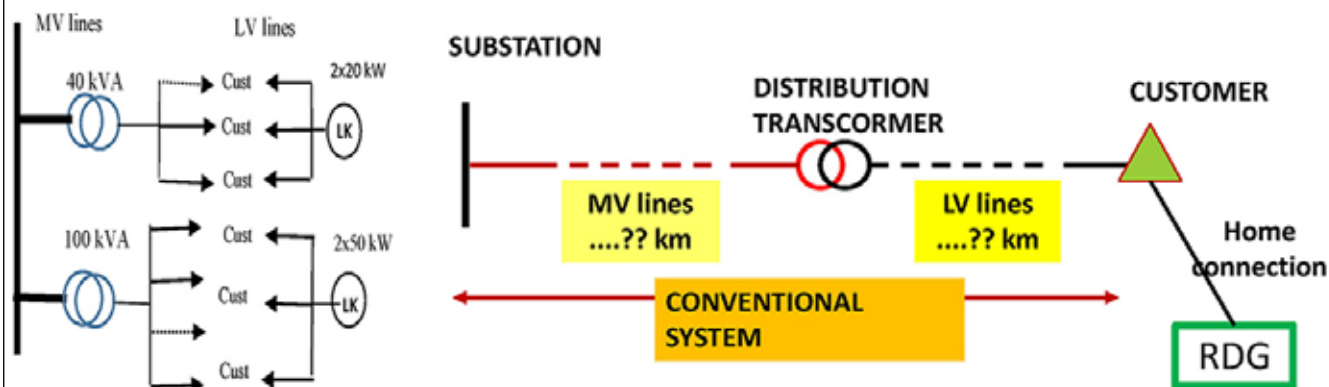 MV lines
LV lines
40 kVA
Cust
Cust
Cust
2x20 kW
LK
100 kVA
Cust
Cust
Cust
2x50 kW
LK
SUBSTATION
DISTRIBUTION
TRANSCORMER
CUSTOMER
MV lines
....?? km
LV lines
....?? km
Home
connection
CONVENTIONAL
SYSTEM
RDG